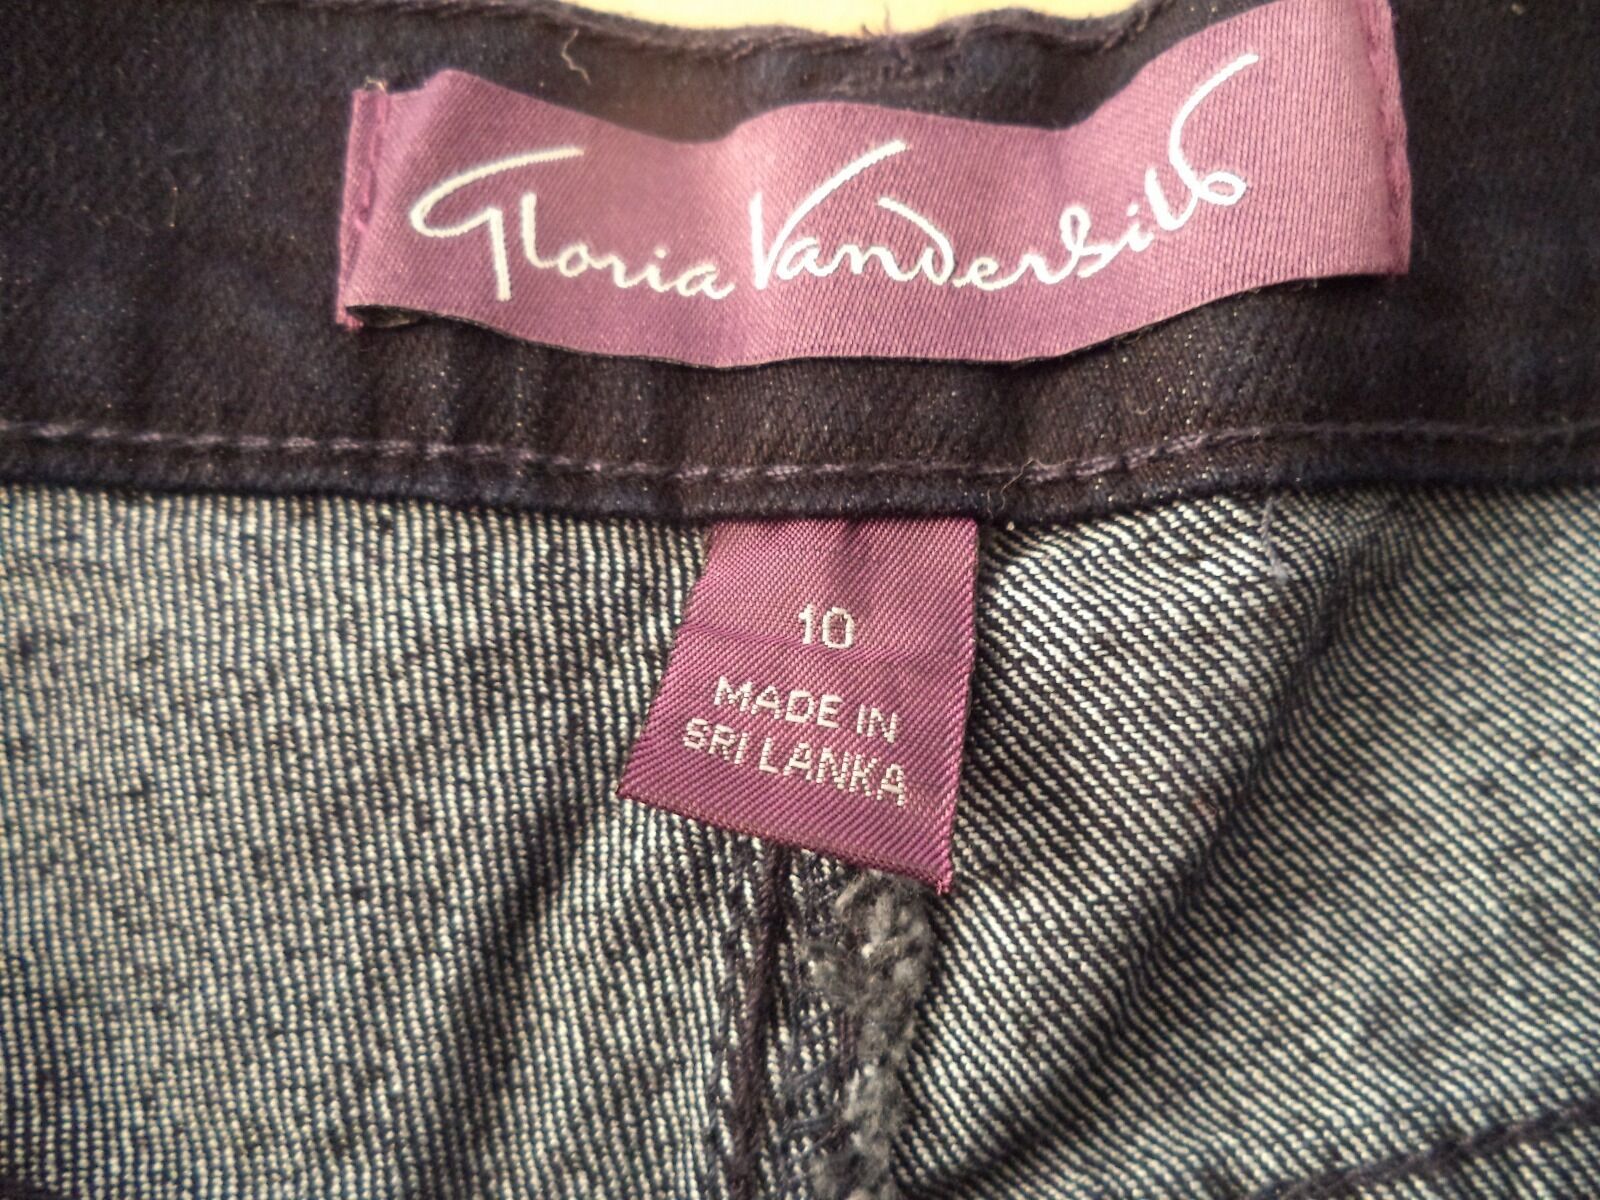 Gloria Vanderbilt
10
MADE IN
SRI LANKA